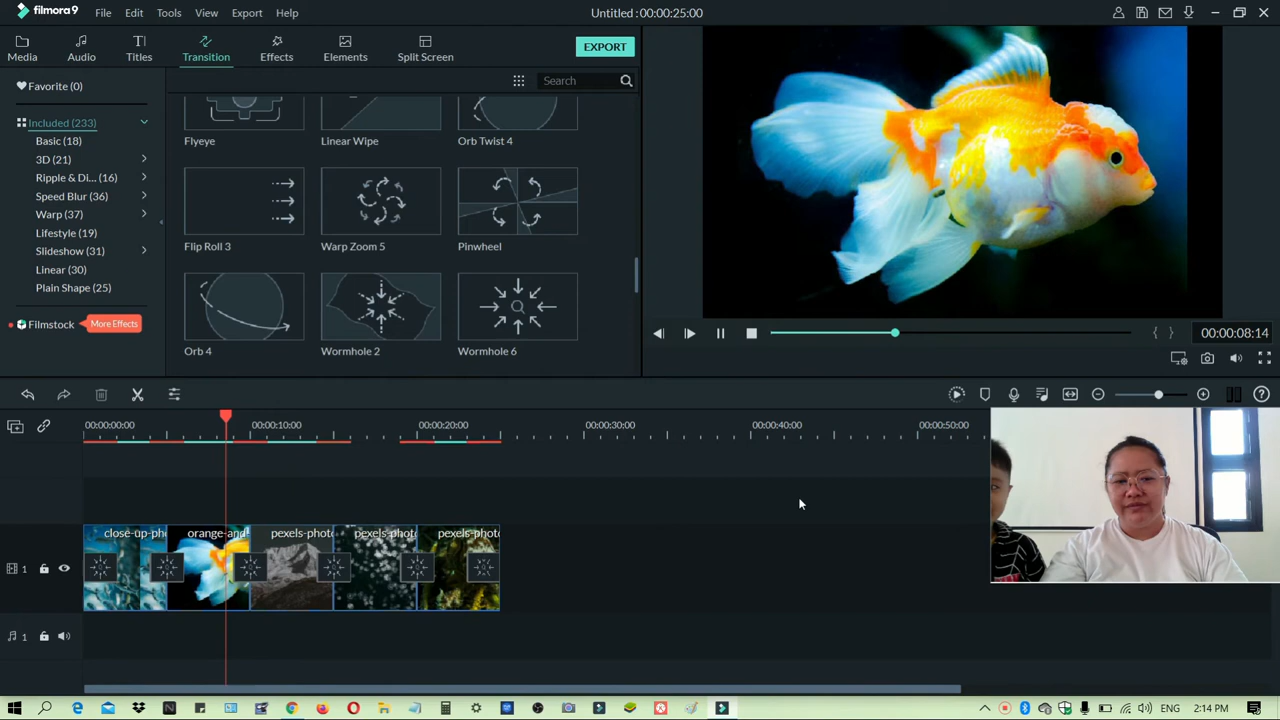 filmora 9
File
Edit
Tools
View
Export
Help
Untitled : 00:00:25:00
Media
Audio
Titles
Transition
Effects
Elements
Split Screen
EXPORT
Favorite (0)
Search
Included (233)
Basic (18)
3D (21)
Ripple & Di... (16)
Speed Blur (36)
Warp (37)
Lifestyle (19)
Slideshow (31)
Linear (30)
Plain Shape (25)
Filmstock
More Effects
Flyeye
Linear Wipe
Orb Twist 4
Flip Roll 3
Warp Zoom 5
Pinwheel
Orb 4
Wormhole 2
Wormhole 6
00:00:08:14
00:00:00:00
00:00:10:00
00:00:20:00
00:00:30:00
00:00:40:00
00:00:50:00
close-up-ph
orange-and-
pexels-phot
pexels-phot
pexels-phot
1
1
ENG
2:14 PM